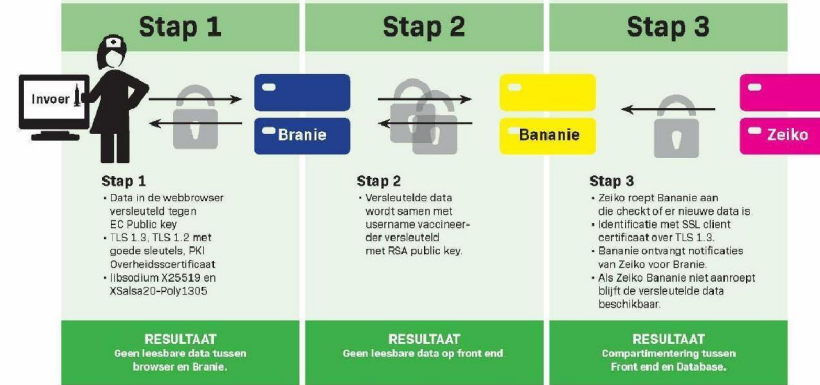 Stap 1
Stap 2
Stap 3
Invoer
Branie
Bananie
Zeiko
Stap 1
• Data in de webbrowser
versleuteld tegen
EC Public key
• TLS 1.3, TLS 1.2 met
goede sleutels, PKI
Overheidsscertificaat
• libsodium X25519 en
XSalsa20-Poly1305
Stap 2
• Versleutelde data
wordt samen met
username vaccineer-
der versleuteld
met RSA public key.
Stap 3
• Zeiko roept Bananie aan
die checkt of er nieuwe data is.
• Identificatie met SSL client
certificaat over TLS 1.3.
• Bananie ontvangt notificaties
van Zeiko voor Branie.
• Als Zeiko Bananie niet aanroept
blijft de versleutelde data
beschikbaar.
RESULTAAT
Geen leesbare data tussen
browser en Branie.
RESULTAAT
Geen leesbare data op front end
RESULTAAT
Compartimentering tussen
Front end en Database.